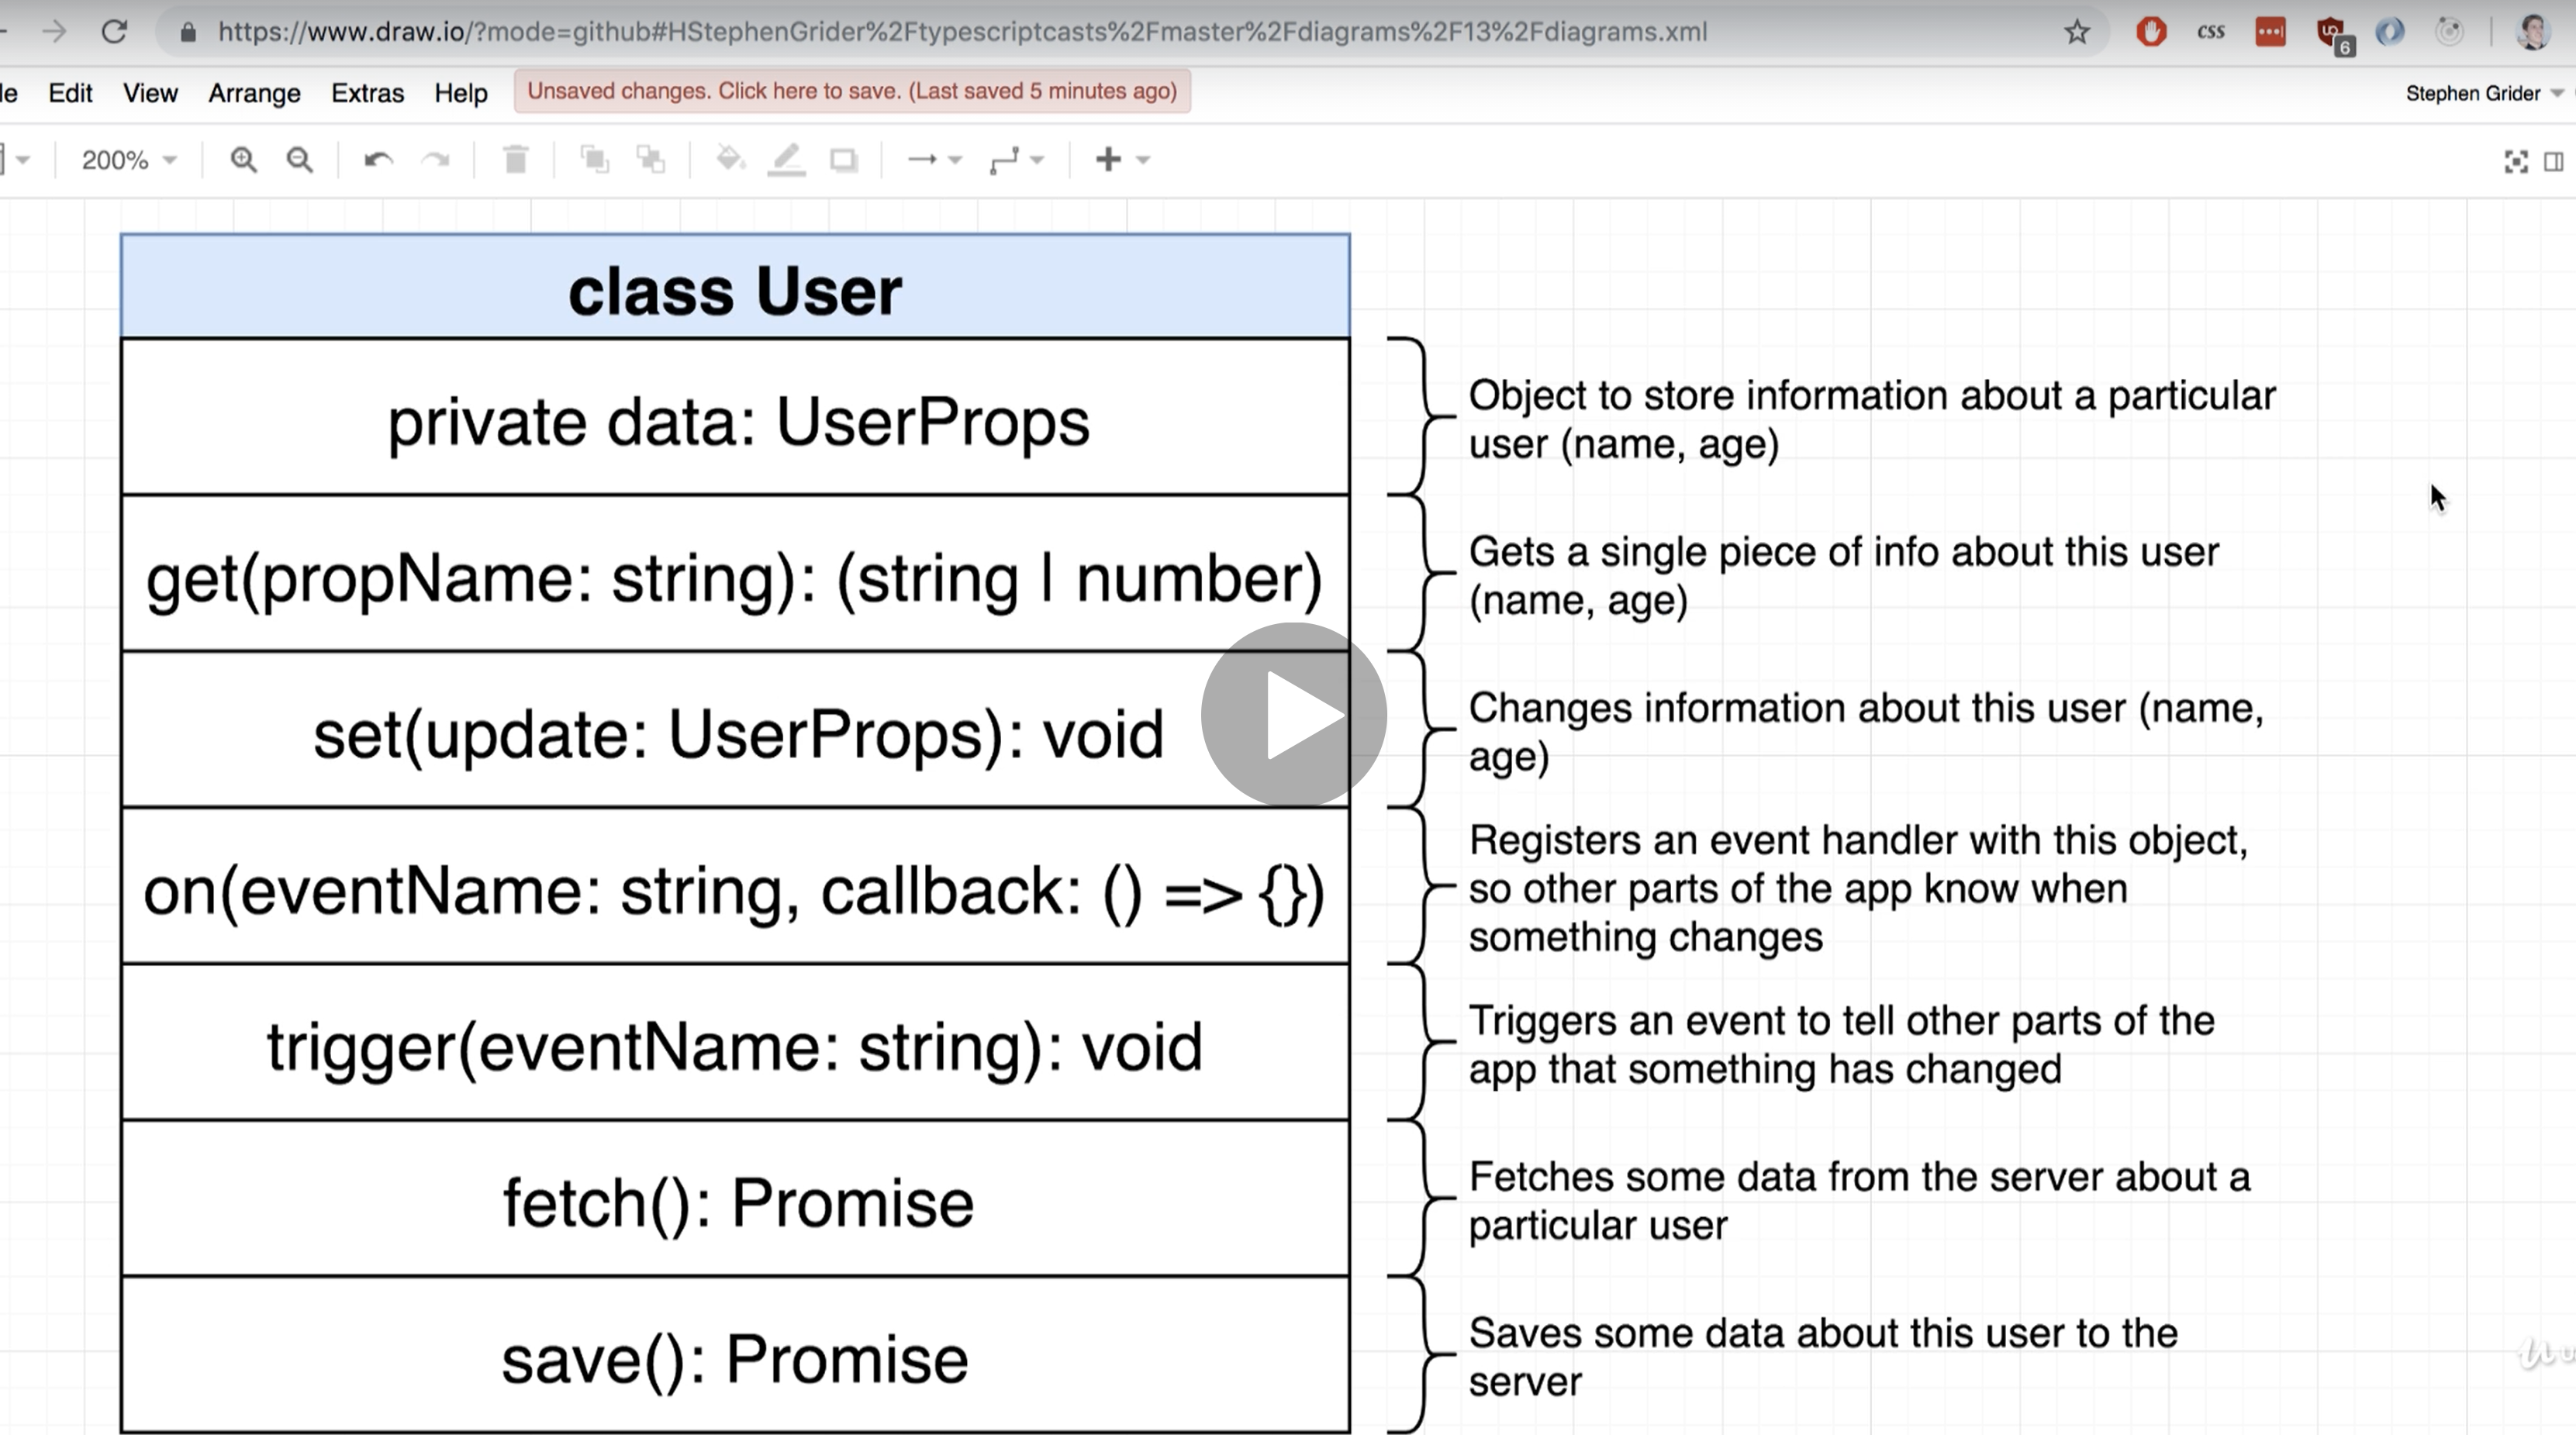 https://www.draw.io/?mode=github#HStephenGrider%2Ftypescriptcasts%2Fmaster%2Fdiagrams%2F13%2Fdiagrams.xml
css
6
le Edit View Arrange Extras Help Unsaved changes. Click here to save. (Last saved 5 minutes ago) Stephen Grider
200%
class User
private data: UserProps
Object to store information about a particular
user (name, age)
get(propName: string): (string | number)
Gets a single piece of info about this user
(name, age)
set(update: UserProps): void
Changes information about this user (name,
age)
on(eventName: string, callback: () => {})
Registers an event handler with this object,
so other parts of the app know when
something changes
trigger(eventName: string): void
Triggers an event to tell other parts of the
app that something has changed
fetch(): Promise
Fetches some data from the server about a
particular user
save(): Promise
Saves some data about this user to the
server